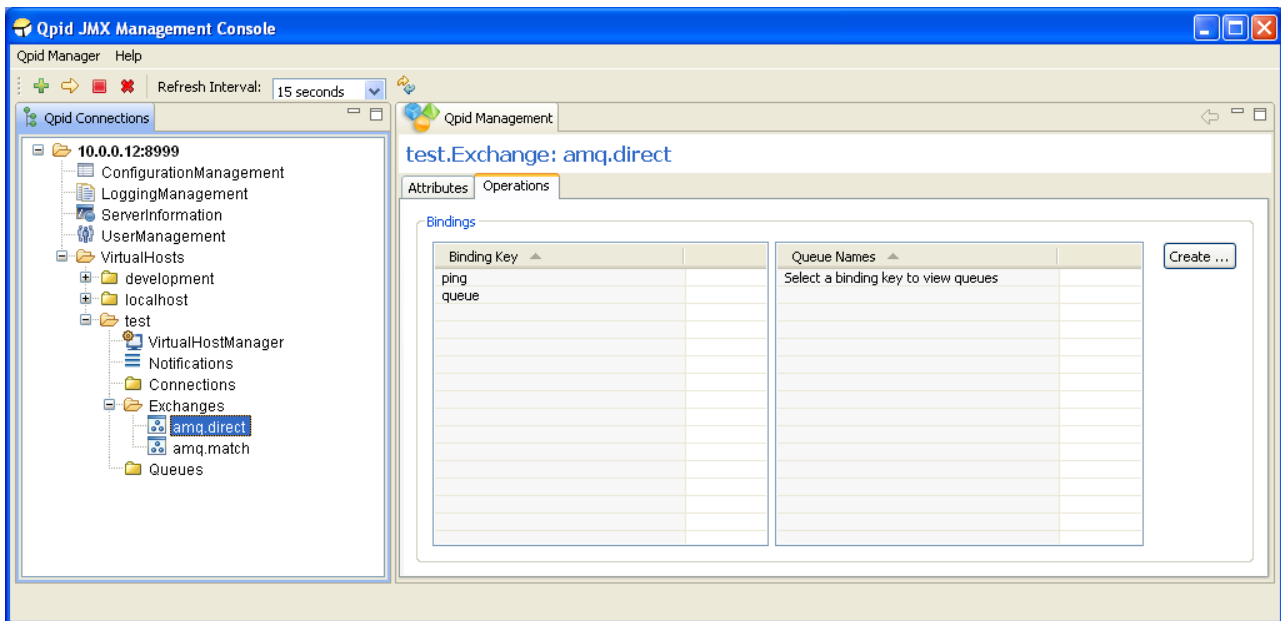 Qpid JMX Management Console
Qpid Manager Help
Refresh Interval: 15 seconds
Qpid Connections
10.0.0.12:8999
ConfigurationManagement
LoggingManagement
ServerInformation
UserManagement
VirtualHosts
development
localhost
test
VirtualHostManager
Notifications
Connections
Exchanges
amq.direct
amq.match
Queues
Qpid Management
test.Exchange: amq.direct
Attributes Operations
Bindings
Binding Key Queue Names Create ...
ping Select a binding key to view queues
queue